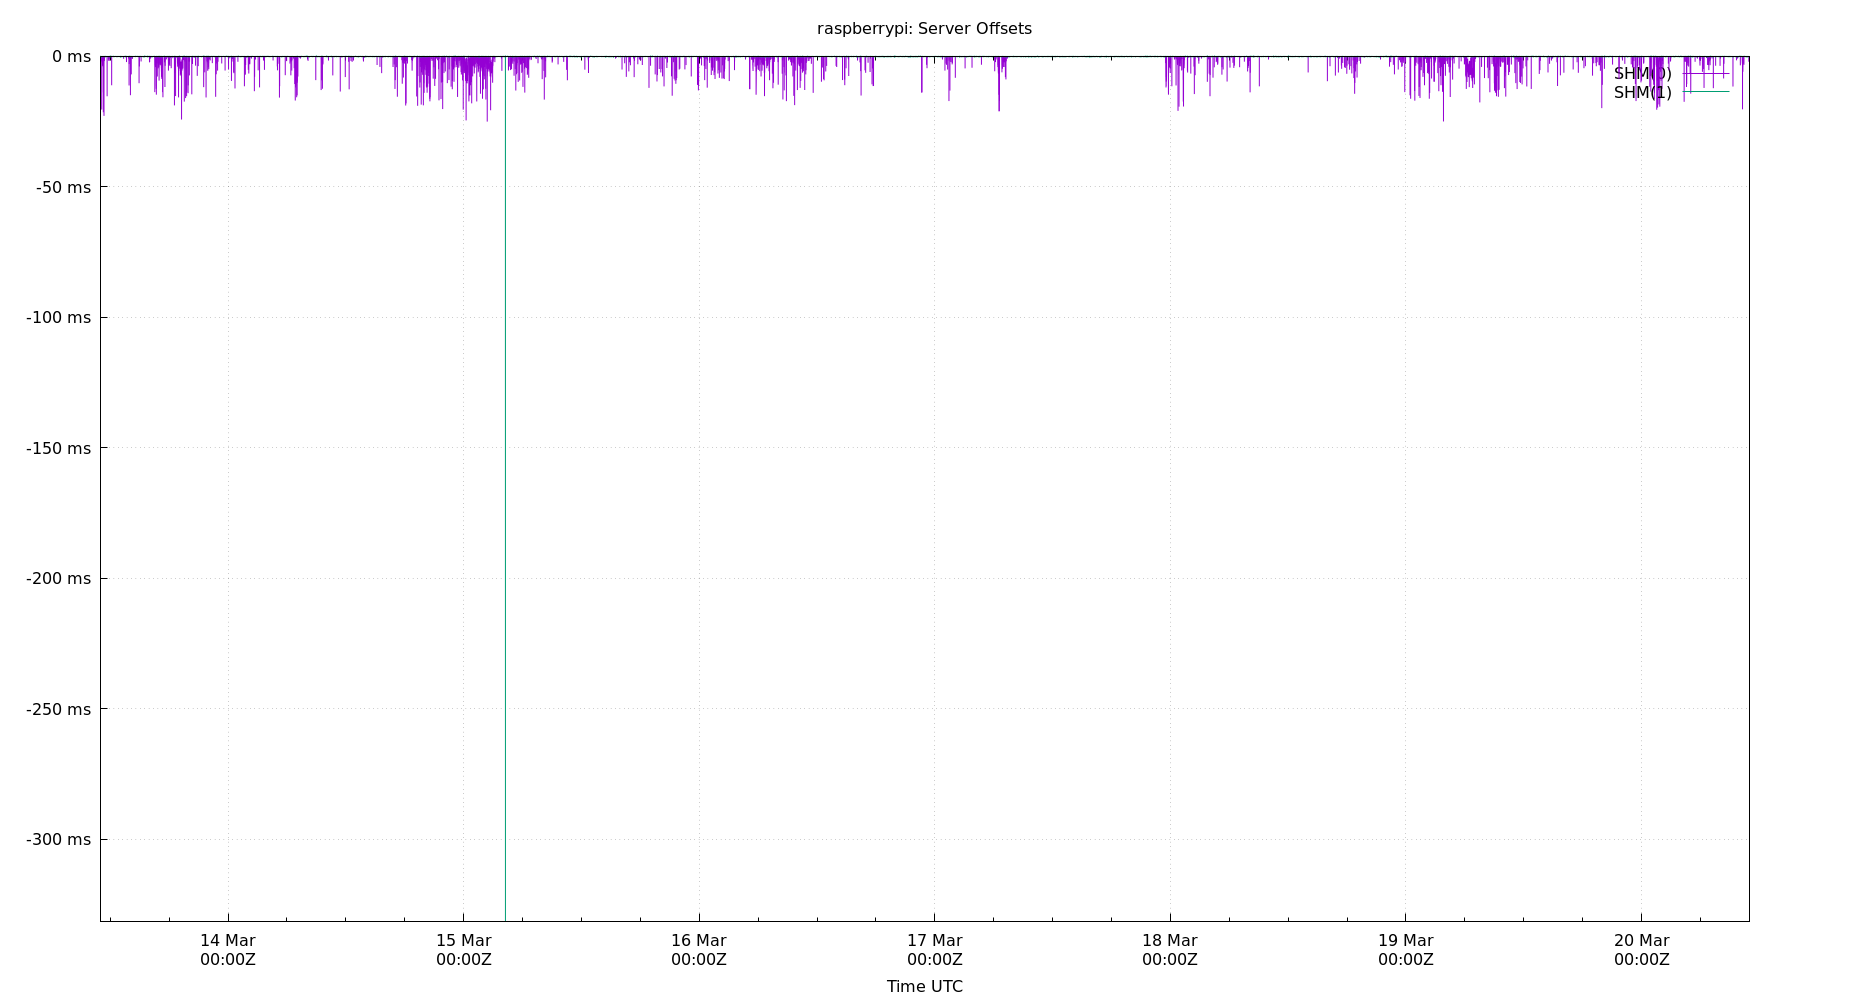 raspberrypi: Server Offsets
0 ms
SHM(0)
SHM(1)
-50 ms
-100 ms
-150 ms
-200 ms
-250 ms
-300 ms
14 Mar 15 Mar 16 Mar 17 Mar 18 Mar 19 Mar 20 Mar
00:00Z 00:00Z 00:00Z 00:00Z 00:00Z 00:00Z 00:00Z
Time UTC